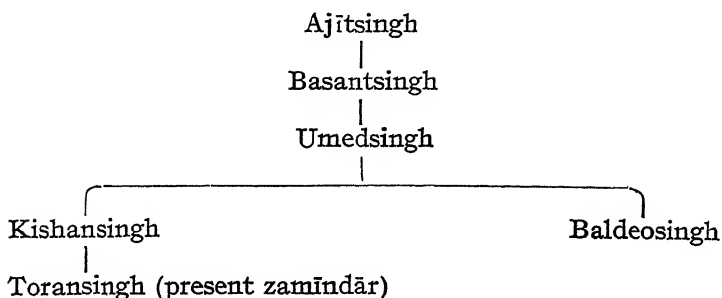 Ajītsingh
Basantsingh
Umedsingh
Kishansingh Baldeosingh
Toransingh (present zamīndār)